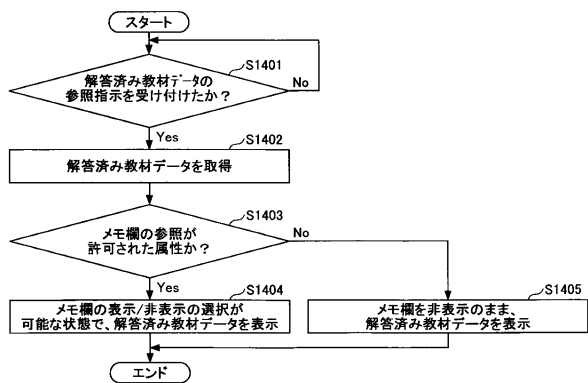 スタート
S1401
解答済み教材データの
参照指示を受け付けたか？
No
Yes
S1402
解答済み教材データを取得
S1403
メモ欄の参照が
許可された属性か？
No
Yes
S1404
メモ欄の表示/非表示の選択が
可能な状態で、解答済み教材データを表示
S1405
メモ欄を非表示のまま、
解答済み教材データを表示
エンド